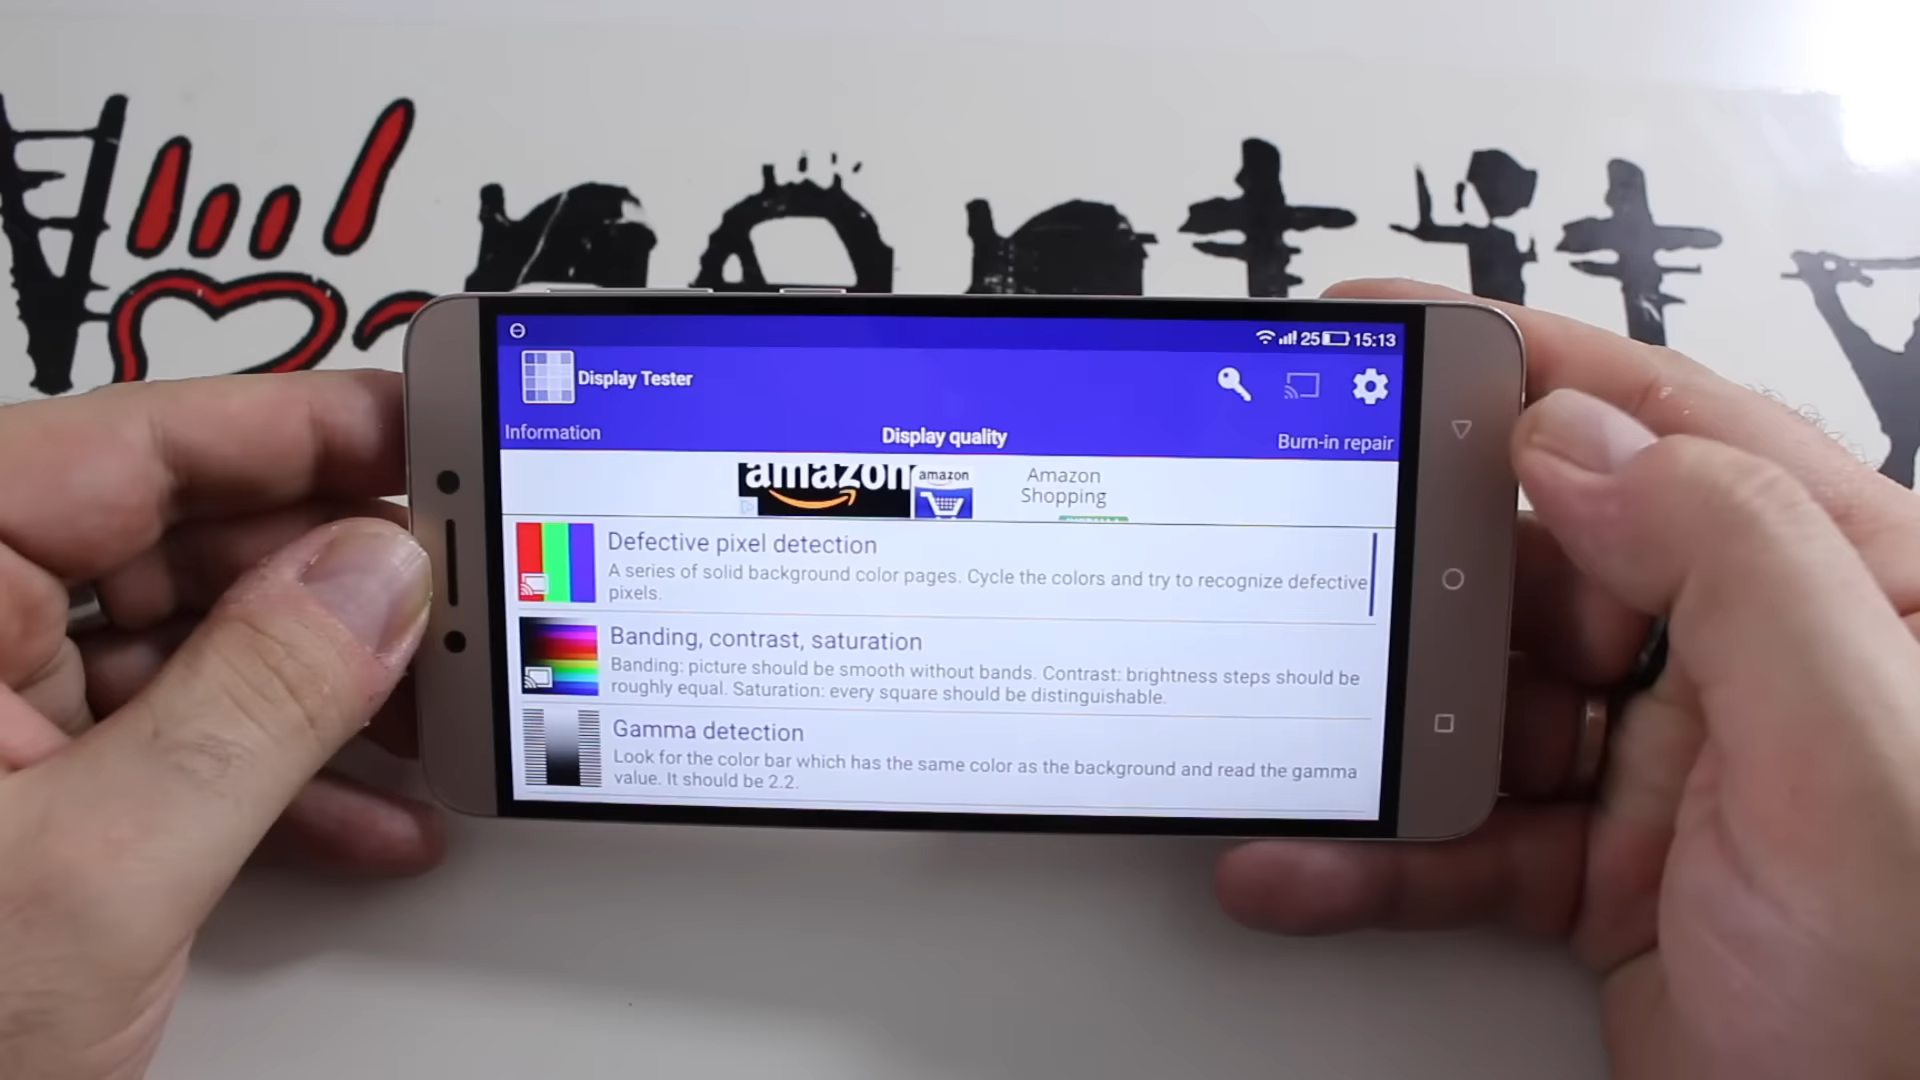 nontity
25 15:13
Display Tester
Information Display quality Burn-in repair
amazon amazon Amazon
Shopping
Defective pixel detection
A series of solid background color pages. Cycle the colors and try to recognize defective
pixels.
Banding, contrast, saturation
Banding: picture should be smooth without bands. Contrast: brightness steps should be
roughly equal. Saturation: every square should be distinguishable.
Gamma detection
Look for the color bar which has the same color as the background and read the gamma
value. It should be 2.2.